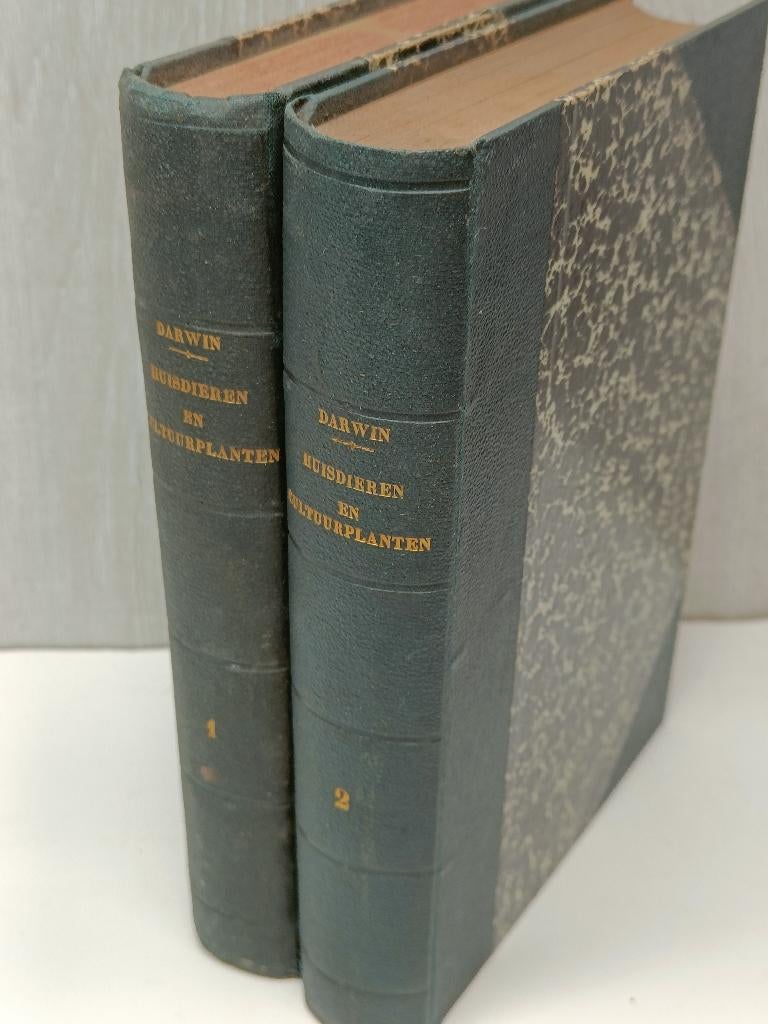 DARWIN
HUISDIEREN
EN
CULTUURPLANTEN
1
DARWIN
HUISDIEREN
EN
CULTUURPLANTEN
2